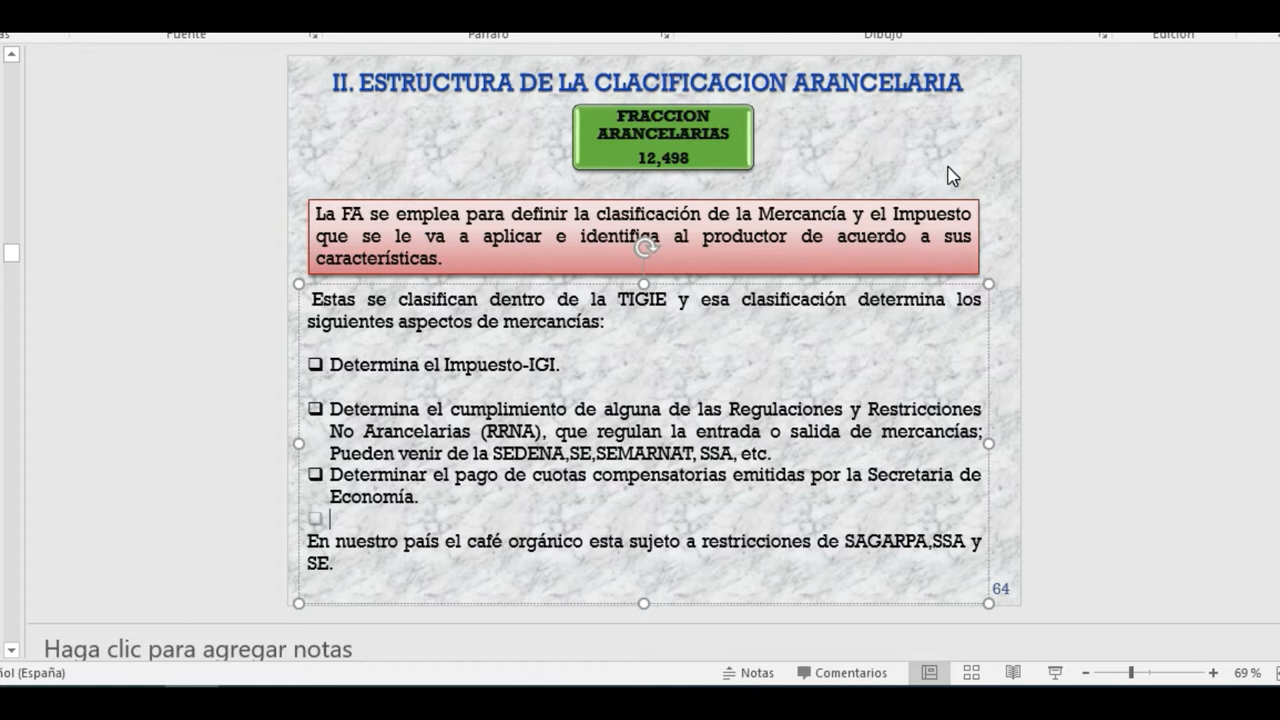 Fuente Párrafo Dibujo Edición
II. ESTRUCTURA DE LA CLACIFICACION ARANCELARIA
FRACCION
ARANCELARIAS
12,498
La FA se emplea para definir la clasificación de la Mercancía y el Impuesto
que se le va a aplicar e identifica al productor de acuerdo a sus
características.
Estas se clasifican dentro de la TIGIE y esa clasificación determina los
siguientes aspectos de mercancías:
Determina el Impuesto-IGI.
Determina el cumplimiento de alguna de las Regulaciones y Restricciones
No Arancelarias (RRNA), que regulan la entrada o salida de mercancías;
Pueden venir de la SEDENA,SE,SEMARNAT, SSA, etc.
Determinar el pago de cuotas compensatorias emitidas por la Secretaria de
Economía.
En nuestro país el café orgánico esta sujeto a restricciones de SAGARPA,SSA y
SE.
64
Haga clic para agregar notas
ñol (España) Notas Comentarios 69 %